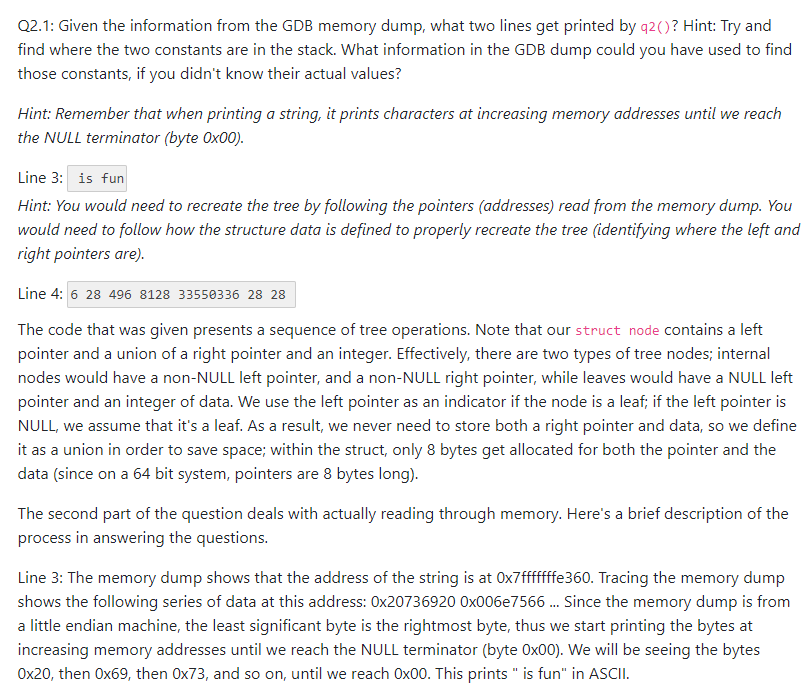 Q2.1: Given the information from the GDB memory dump, what two lines get printed by q2()? Hint: Try and
find where the two constants are in the stack. What information in the GDB dump could you have used to find
those constants, if you didn't know their actual values?
Hint: Remember that when printing a string, it prints characters at increasing memory addresses until we reach
the NULL terminator (byte 0x00).
Line 3: is fun
Hint: You would need to recreate the tree by following the pointers (addresses) read from the memory dump. You
would need to follow how the structure data is defined to properly recreate the tree (identifying where the left and
right pointers are).
Line 4: 6 28 496 8128 33550336 28 28
The code that was given presents a sequence of tree operations. Note that our struct node contains a left
pointer and a union of a right pointer and an integer. Effectively, there are two types of tree nodes; internal
nodes would have a non-NULL left pointer, and a non-NULL right pointer, while leaves would have a NULL left
pointer and an integer of data. We use the left pointer as an indicator if the node is a leaf; if the left pointer is
NULL, we assume that it's a leaf. As a result, we never need to store both a right pointer and data, so we define
it as a union in order to save space; within the struct, only 8 bytes get allocated for both the pointer and the
data (since on a 64 bit system, pointers are 8 bytes long).
The second part of the question deals with actually reading through memory. Here's a brief description of the
process in answering the questions.
Line 3: The memory dump shows that the address of the string is at 0x7fffffffe360. Tracing the memory dump
shows the following series of data at this address: 0x20736920 0x006e7566 ... Since the memory dump is from
a little endian machine, the least significant byte is the rightmost byte, thus we start printing the bytes at
increasing memory addresses until we reach the NULL terminator (byte 0x00). We will be seeing the bytes
0x20, then 0x69, then 0x73, and so on, until we reach 0x00. This prints " is fun" in ASCII.